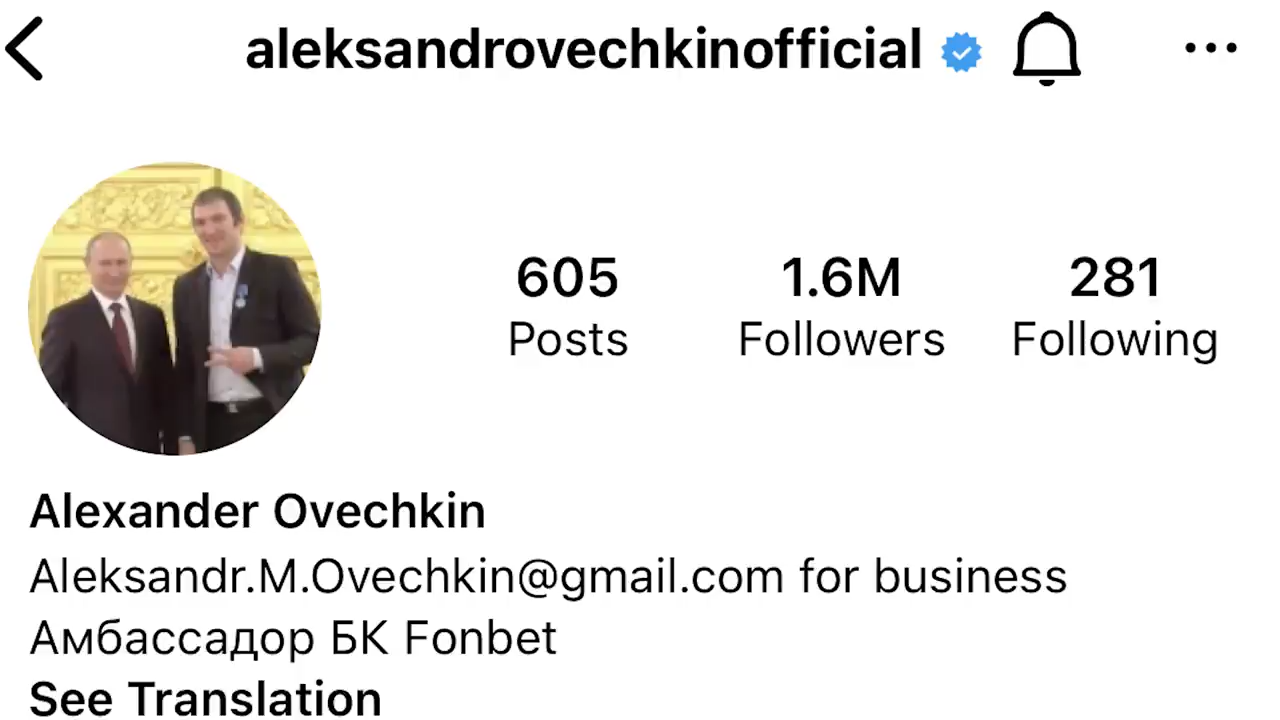 aleksandrovechkinofficial
605
Posts
1.6M
Followers
281
Following
Alexander Ovechkin
Aleksandr.M.Ovechkin@gmail.com for business
Амбассадор БК Fonbet
See Translation